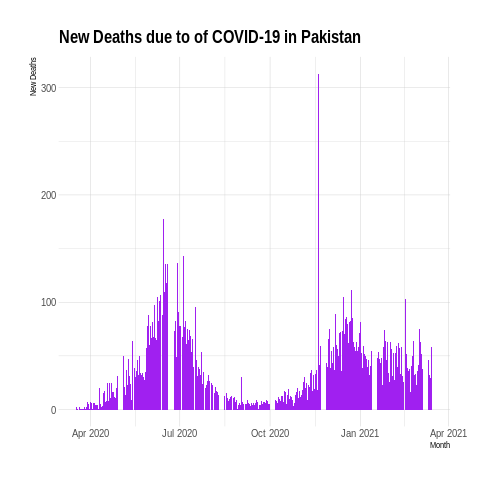 New Deaths due to of COVID-19 in Pakistan
New Deaths
300
200
100
0
Apr 2020 Jul 2020 Oct 2020 Jan 2021 Apr 2021
Month